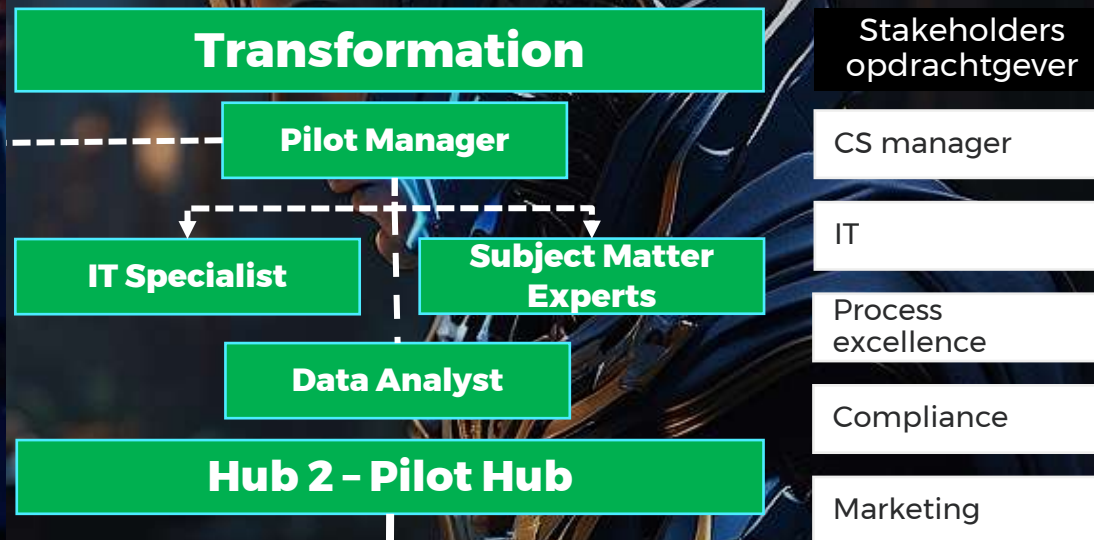 Transformation
Pilot Manager
IT Specialist
Subject Matter
Experts
Data Analyst
Hub 2 – Pilot Hub
Stakeholders
opdrachtgever
CS manager
IT
Process
excellence
Compliance
Marketing